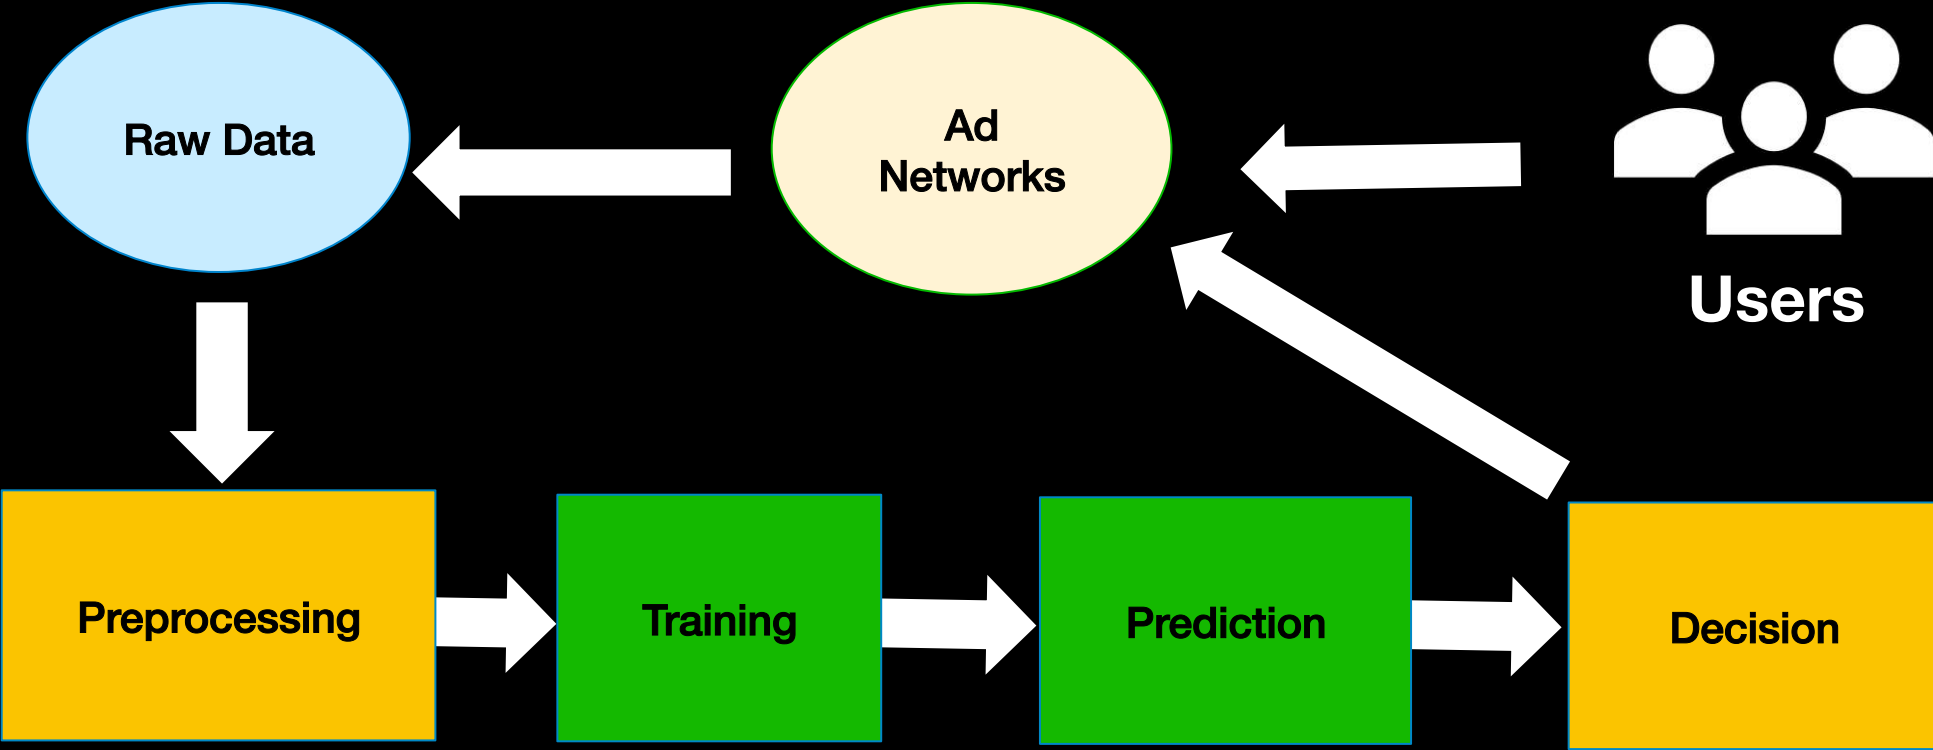 Raw Data
Ad
Networks
Users
Preprocessing
Training
Prediction
Decision